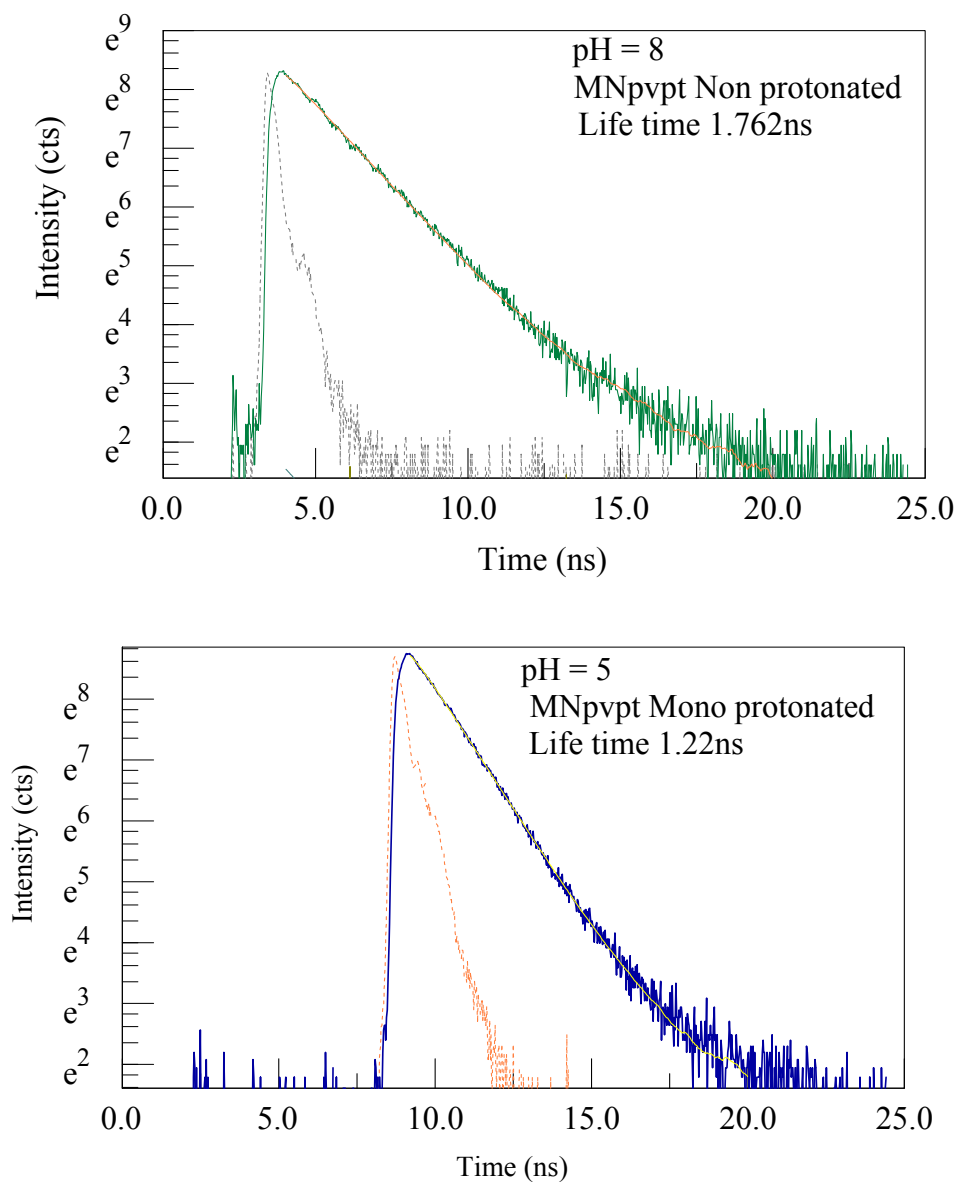 e⁹
e⁸
e⁷
e⁶
e⁵
e⁴
e³
e²
Intensity (cts)
pH = 8
MNpvpt Non protonated
Life time 1.762ns
0.0 5.0 10.0 15.0 20.0 25.0
Time (ns)
e⁸
e⁷
e⁶
e⁵
e⁴
e³
e²
Intensity (cts)
pH = 5
MNpvpt Mono protonated
Life time 1.22ns
0.0 5.0 10.0 15.0 20.0 25.0
Time (ns)